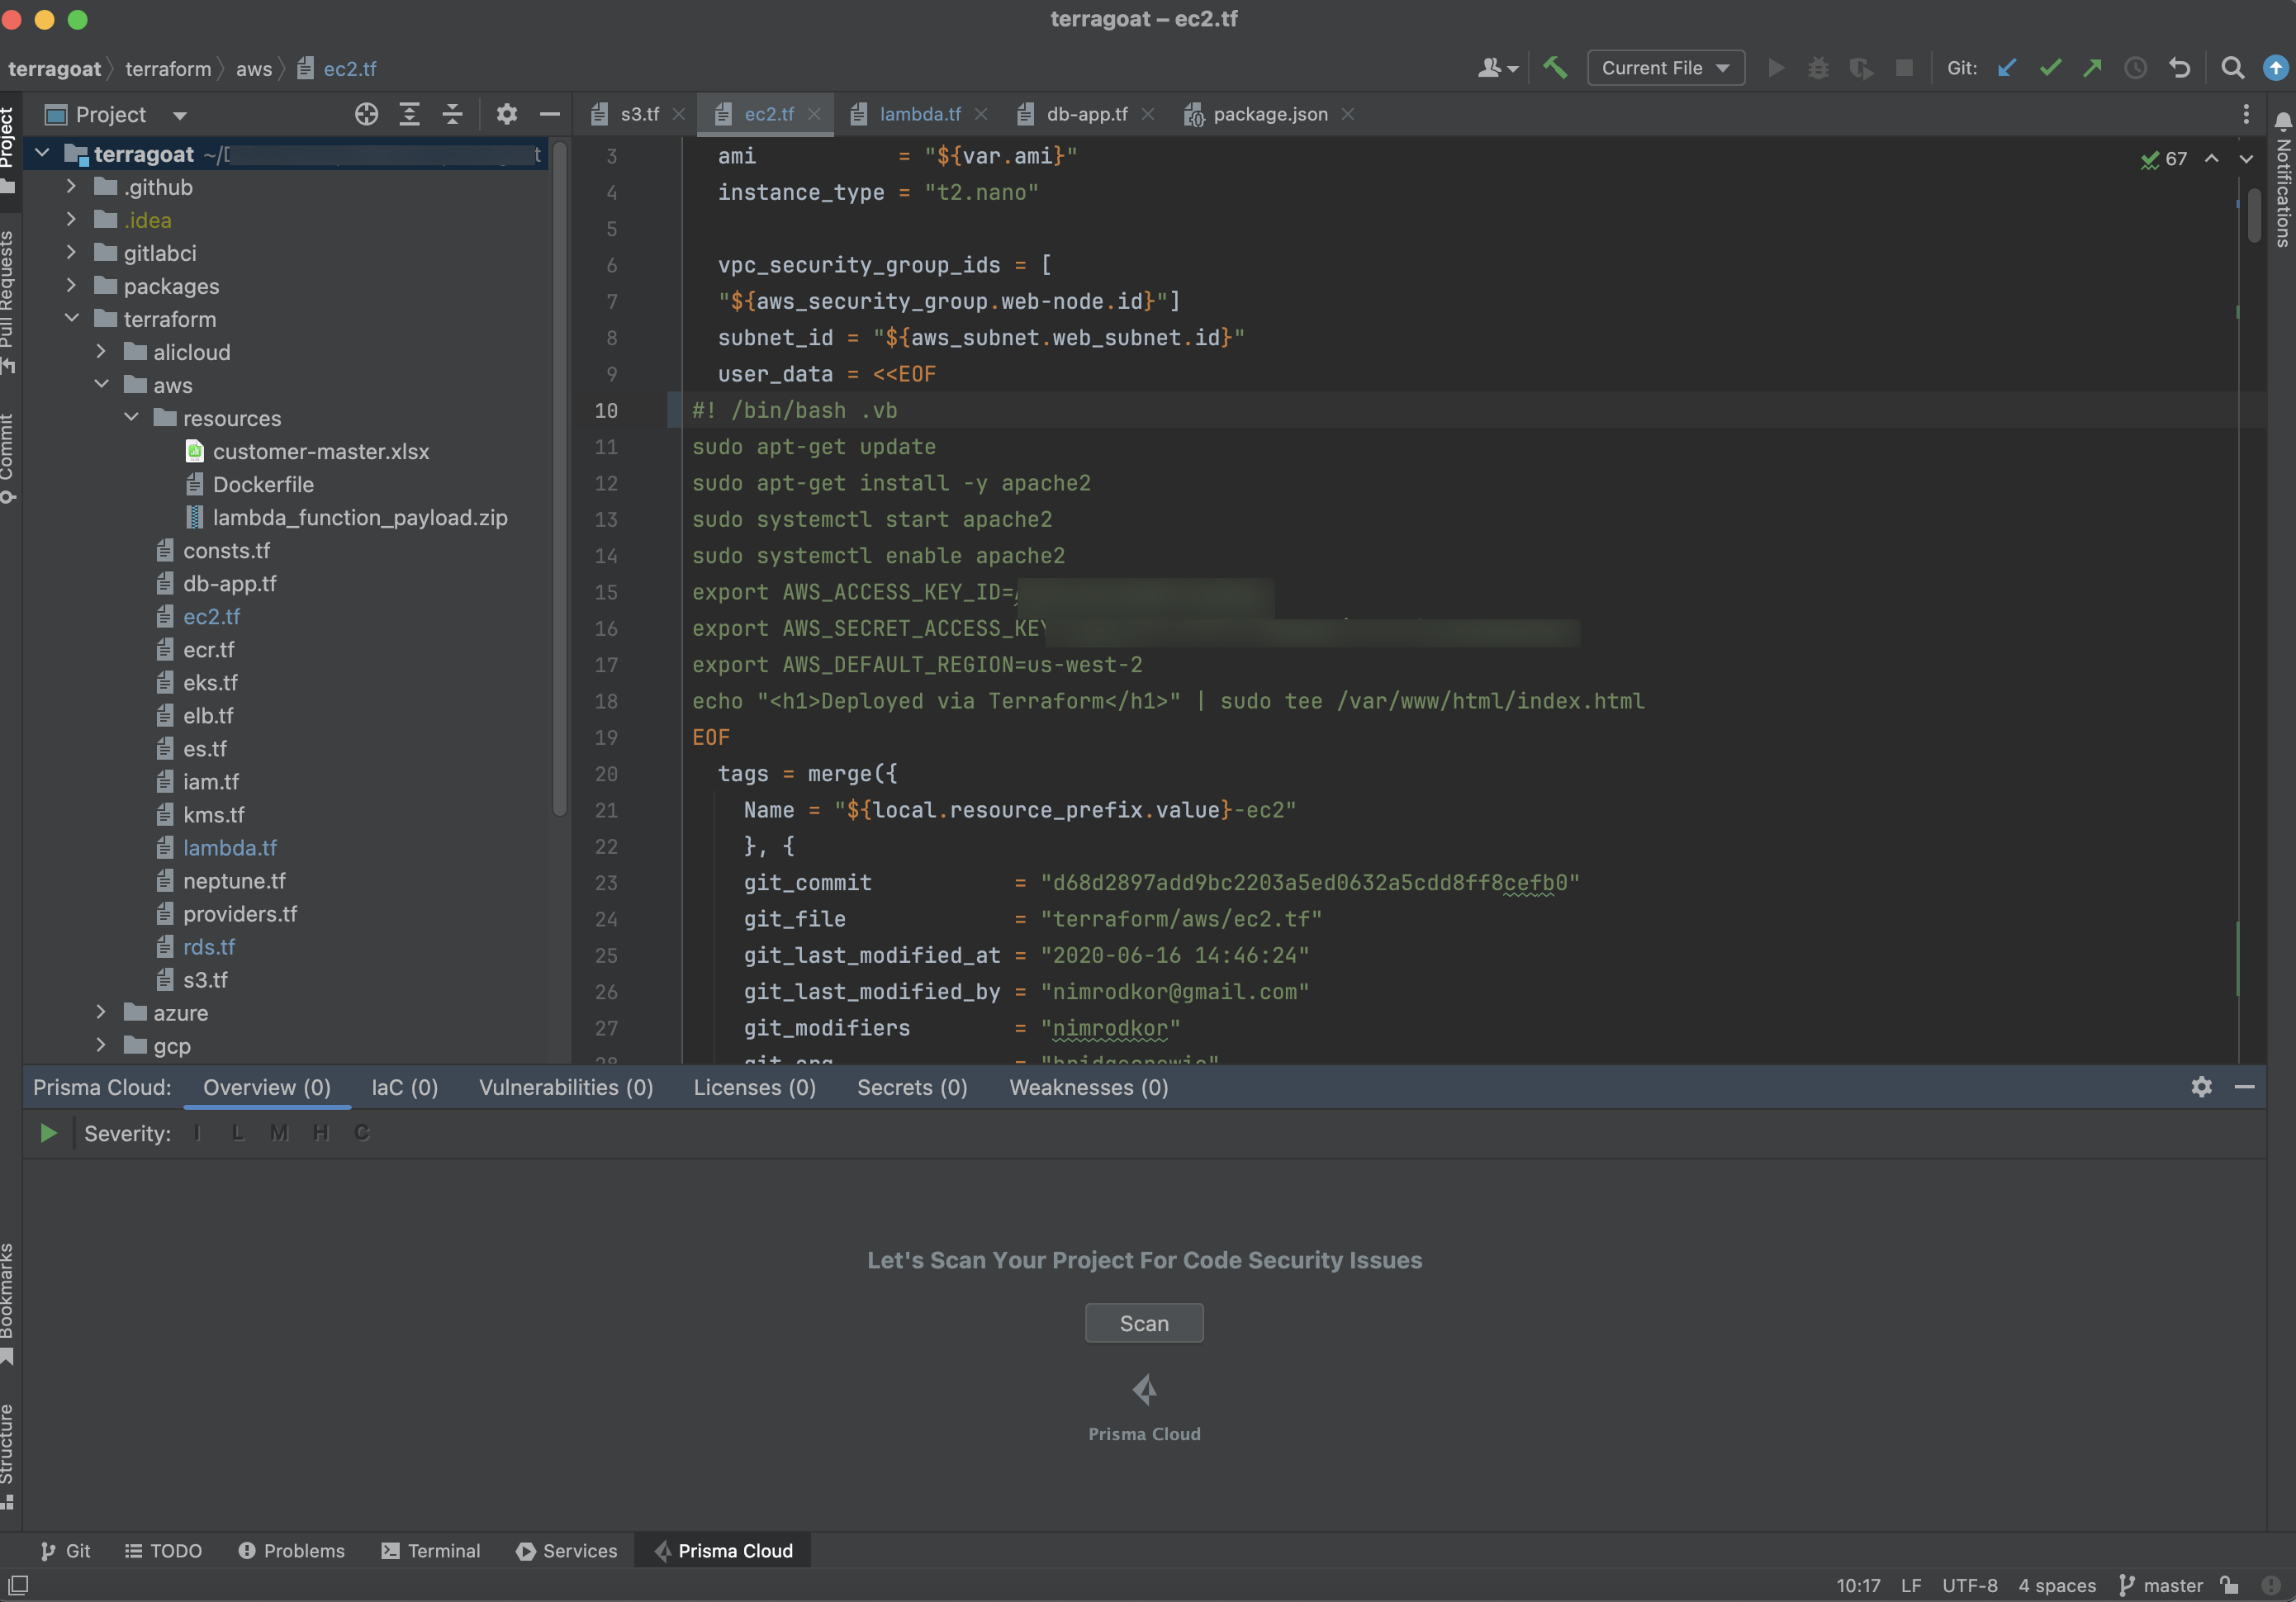 terragoat – ec2.tf
terragoat terraform aws ec2.tf
Current File Git:
Project
Project
s3.tf ec2.tf lambda.tf db-app.tf package.json
Notifications
Pull Requests
Commit
Bookmarks
Structure
terragoat ~/
.github
.idea
gitlabci
packages
terraform
alicloud
aws
resources
customer-master.xlsx
Dockerfile
lambda_function_payload.zip
consts.tf
db-app.tf
ec2.tf
ecr.tf
eks.tf
elb.tf
es.tf
iam.tf
kms.tf
lambda.tf
neptune.tf
providers.tf
rds.tf
s3.tf
azure
gcp
67
3 ami = "${var.ami}"
4 instance_type = "t2.nano"
5
6 vpc_security_group_ids = [
7 "${aws_security_group.web-node.id}"]
8 subnet_id = "${aws_subnet.web_subnet.id}"
9 user_data = <<EOF
10 #! /bin/bash .vb
11 sudo apt-get update
12 sudo apt-get install -y apache2
13 sudo systemctl start apache2
14 sudo systemctl enable apache2
15 export AWS_ACCESS_KEY_ID=
16 export AWS_SECRET_ACCESS_KEY
17 export AWS_DEFAULT_REGION=us-west-2
18 echo "<h1>Deployed via Terraform</h1>" | sudo tee /var/www/html/index.html
19 EOF
20 tags = merge({
21 Name = "${local.resource_prefix.value}-ec2"
22 }, {
23 git_commit = "d68d2897add9bc2203a5ed0632a5cdd8ff8cefb0"
24 git_file = "terraform/aws/ec2.tf"
25 git_last_modified_at = "2020-06-16 14:46:24"
26 git_last_modified_by = "nimrodkor@gmail.com"
27 git_modifiers = "nimrodkor"
28 git_org = "bridgecrewio"
Prisma Cloud: Overview (0) IaC (0) Vulnerabilities (0) Licenses (0) Secrets (0) Weaknesses (0)
Severity: I L M H C
Let's Scan Your Project For Code Security Issues
Scan
Prisma Cloud
Git TODO Problems Terminal Services Prisma Cloud
10:17 LF UTF-8 4 spaces master